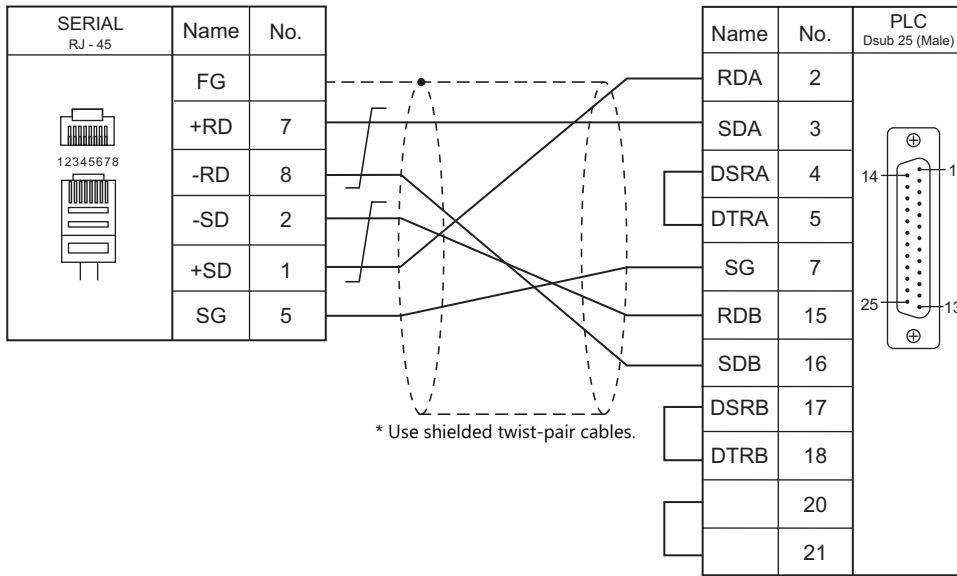 SERIAL
RJ - 45
Name No.
FG
+RD 7
-RD 8
-SD 2
+SD 1
SG 5
12345678
* Use shielded twist-pair cables.
Name No.
RDA 2
SDA 3
DSRA 4
DTRA 5
SG 7
RDB 15
SDB 16
DSRB 17
DTRB 18
20
21
PLC
Dsub 25 (Male)
14 1
25 13